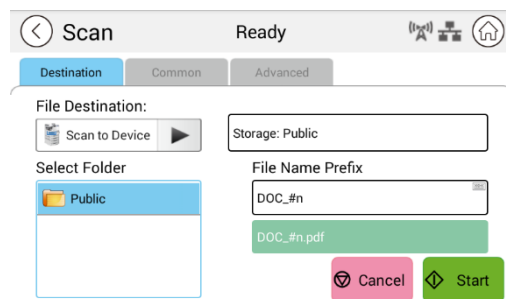 Scan
Ready
Destination
Common
Advanced
File Destination:
Scan to Device
Storage: Public
Select Folder
File Name Prefix
Public
DOC_#n
DOC_#n.pdf
Cancel
Start